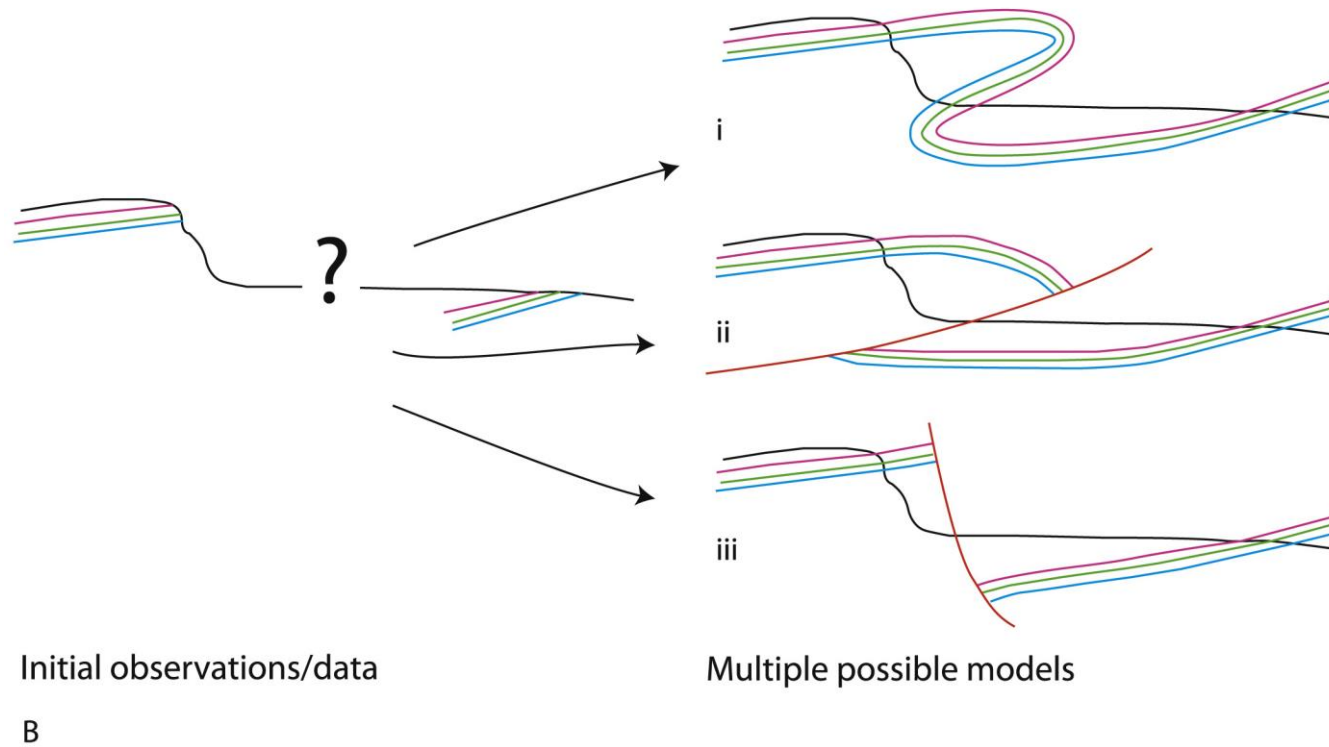 ?
i
ii
iii
Initial observations/data
Multiple possible models
B